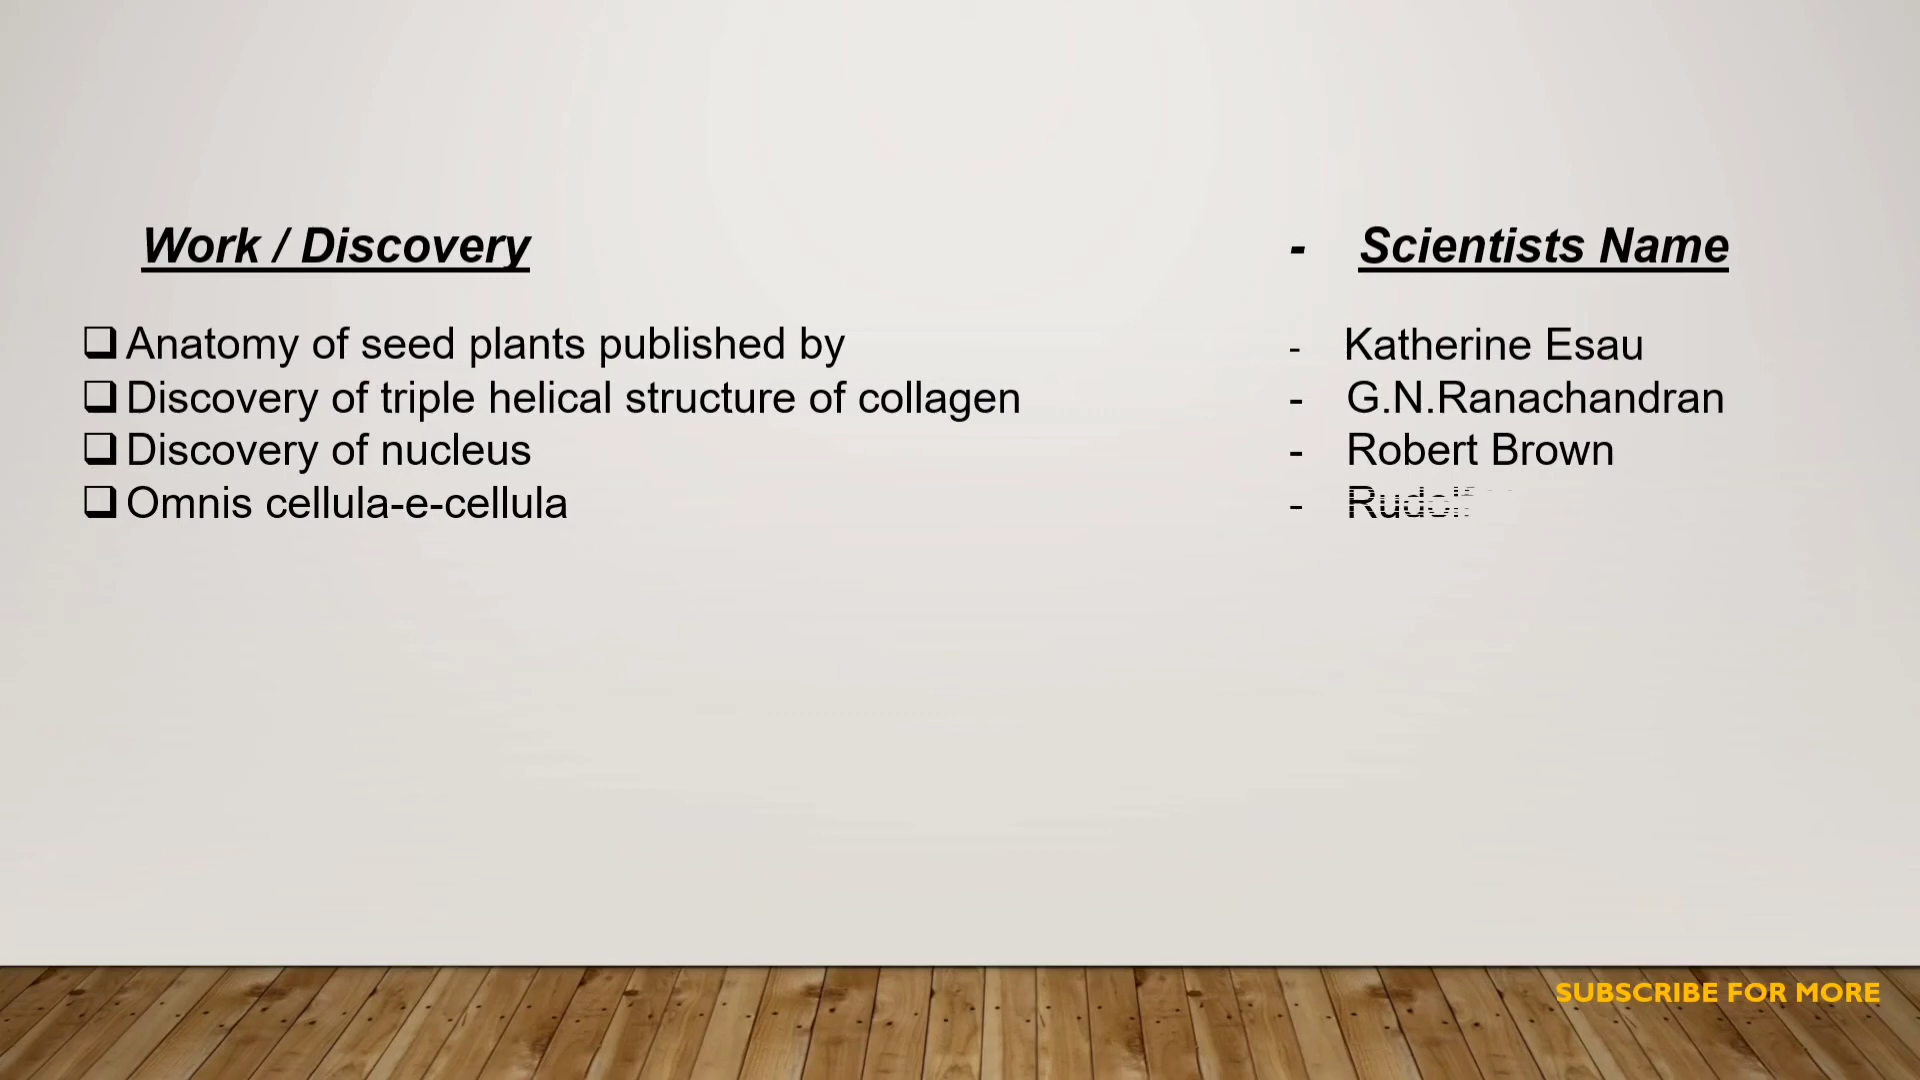 Work / Discovery - Scientists Name
Anatomy of seed plants published by - Katherine Esau
Discovery of triple helical structure of collagen - G.N.Ranachandran
Discovery of nucleus - Robert Brown
Omnis cellula-e-cellula -
SUBSCRIBE FOR MORE